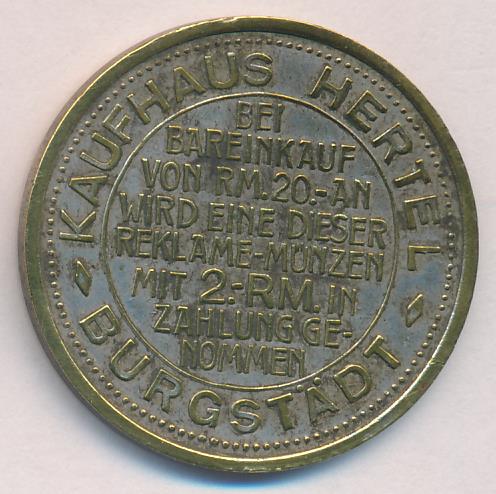 KAUFHAUS HERTEL
BEI
BAREINKAUF
VON RM. 20.-AN
WIRD EINE DIESER
REKLAME-MÜNZEN
MIT 2.-RM. IN
ZAHLUNG GE-
NOMMEN
BURGSTÄDT